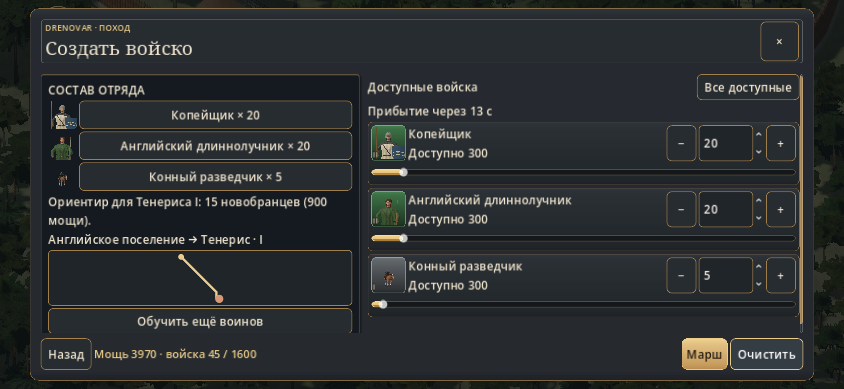 DRENOVAR · ПОХОД
Создать войско
×
СОСТАВ ОТРЯДА
Копейщик × 20
Английский длиннолучник × 20
Конный разведчик × 5
Ориентир для Тенериса I: 15 новобранцев (900
мощи).
Английское поселение → Тенерис · I
Обучить ещё воинов
Доступные войска
Все доступные
Прибытие через 13 с
Копейщик
Доступно 300
− 20 +
Английский длиннолучник
Доступно 300
− 20 +
Конный разведчик
Доступно 300
− 5 +
Назад
Мощь 3970 · войска 45 / 1600
Марш
Очистить